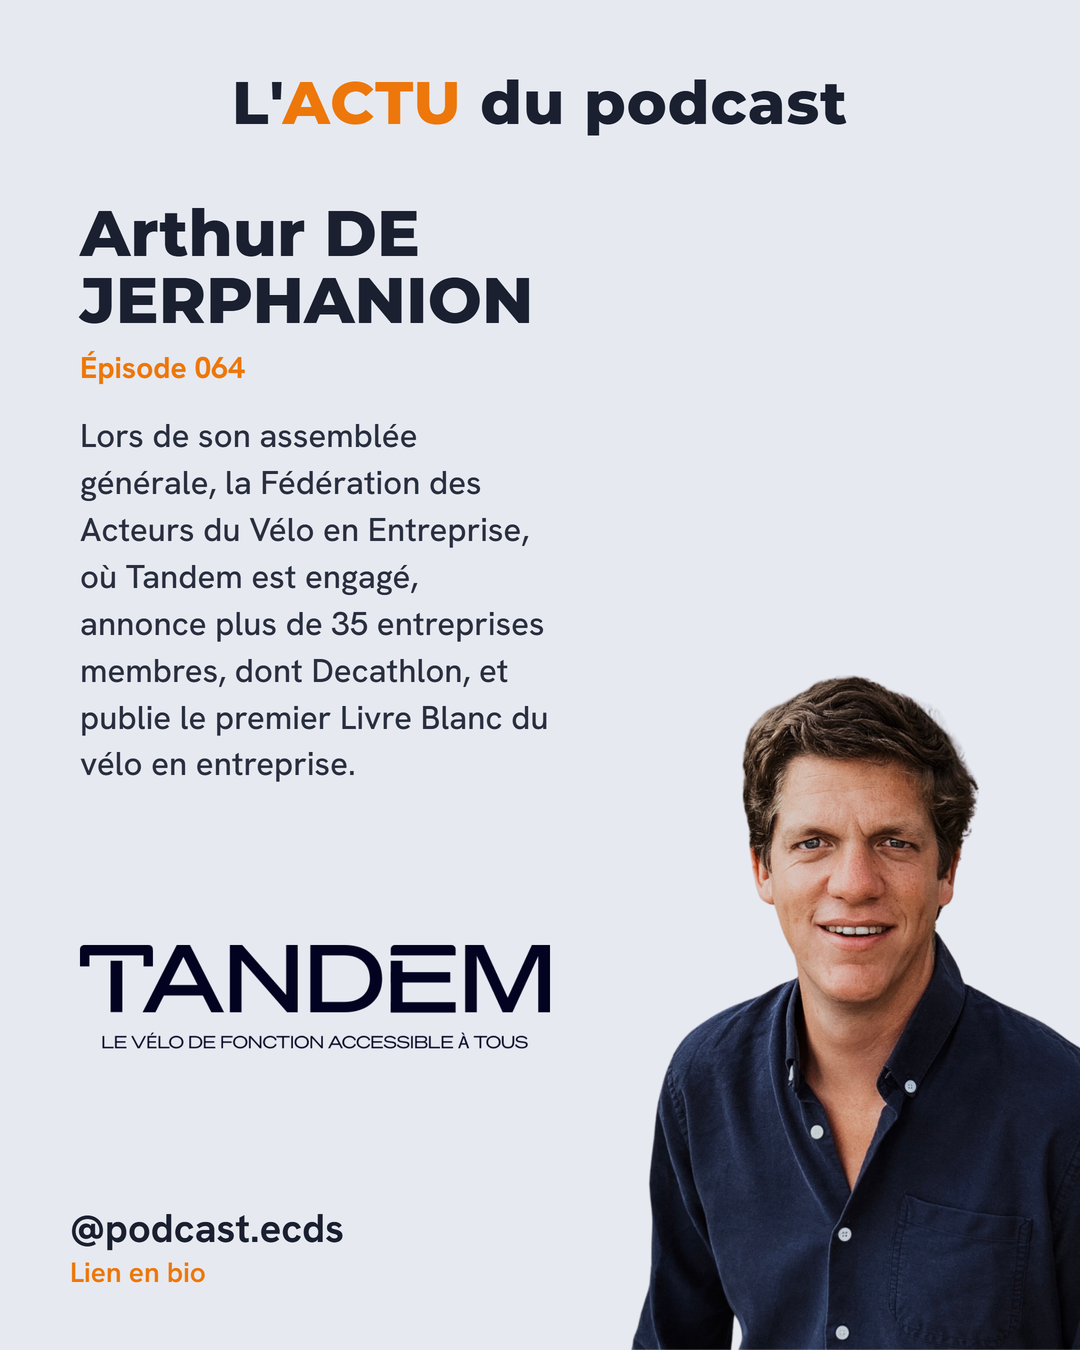 L'ACTU du podcast
Arthur DE
JERPHANION
Épisode 064
Lors de son assemblée
générale, la Fédération des
Acteurs du Vélo en Entreprise,
où Tandem est engagé,
annonce plus de 35 entreprises
membres, dont Decathlon, et
publie le premier Livre Blanc du
vélo en entreprise.
TANDEM
LE VÉLO DE FONCTION ACCESSIBLE À TOUS
@podcast.ecds
Lien en bio